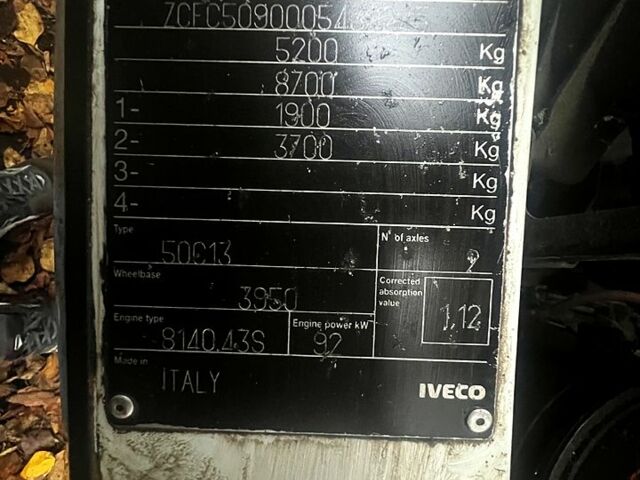 5200 Kg
8700 Kg
1- 1900 Kg
2- 3700 Kg
3- Kg
4- Kg
Type 50C13 N° of axles 2
Wheelbase 3950 Corrected absorption value 1,12
Engine type 8140.43S Engine power kW 92
Made in ITALY
IVECO